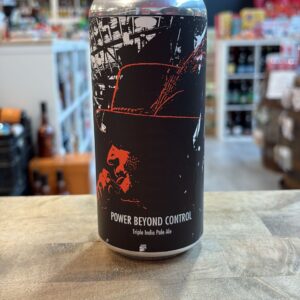 POWER BEYOND CONTROL
Triple India Pale Ale